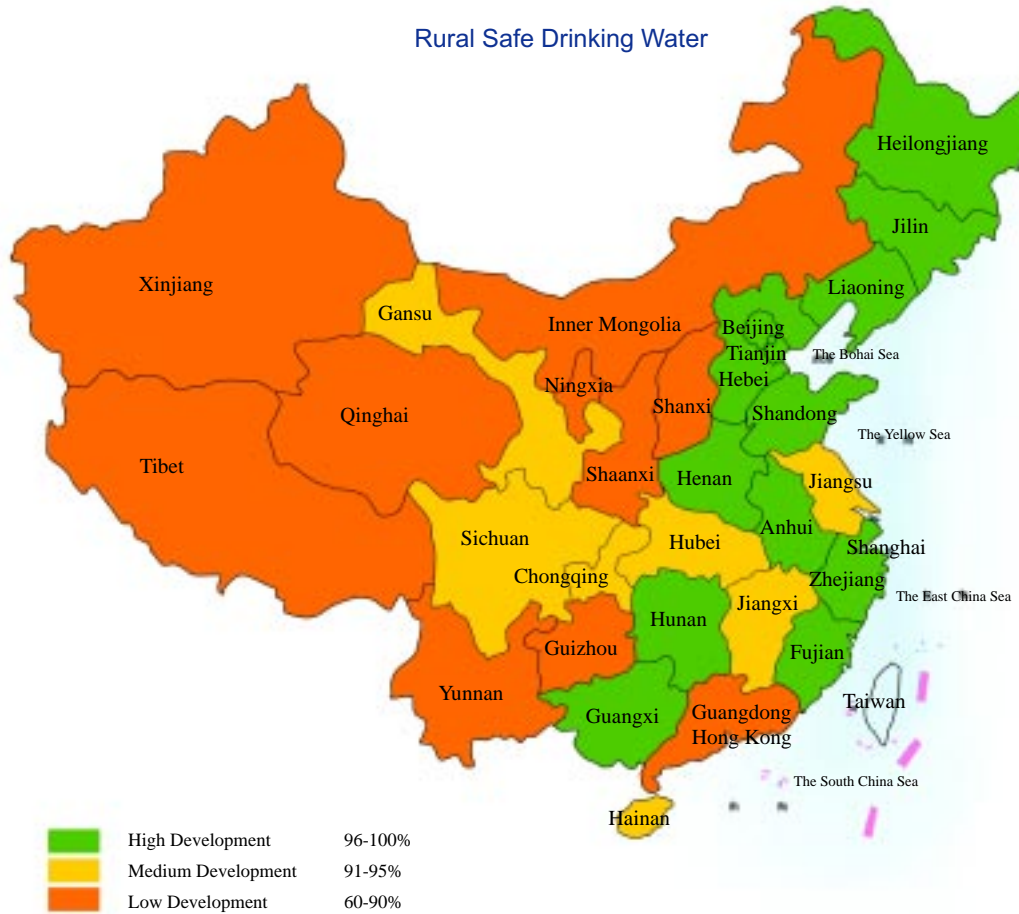 Rural Safe Drinking Water
Heilongjiang
Jilin
Xinjiang
Liaoning
Gansu
Inner Mongolia
Beijing
Tianjin
The Bohai Sea
Ningxia
Hebei
Qinghai
Shanxi
Shandong
The Yellow Sea
Tibet
Shaanxi
Henan
Jiangsu
Anhui
Sichuan
Hubei
Shanghai
Chongqing
Zhejiang
The East China Sea
Jiangxi
Hunan
Guizhou
Fujian
Yunnan
Taiwan
Guangxi
Guangdong
Hong Kong
The South China Sea
Hainan
High Development 96-100%
Medium Development 91-95%
Low Development 60-90%